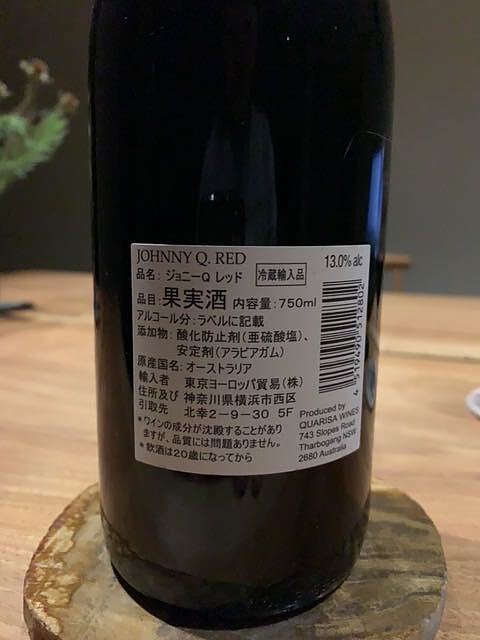 JOHNNY Q. RED
13.0% alc
品名: ジョニーQ レッド 冷蔵輸入品
品目: 果実酒 内容量: 750ml
アルコール分: ラベルに記載
添加物: 酸化防止剤(亜硫酸塩)、
安定剤(アラビアガム)
原産国名: オーストラリア
輸入者 東京ヨーロッパ貿易(株)
住所及び 神奈川県横浜市西区
引取先 北幸2-9-30 5F
*ワインの成分が沈殿することがあり
ますが、品質には問題ありません。
*飲酒は20歳になってから
4 519490 512802
Produced by
QUARISA WINES
743 Slopes Road
Tharbogang NSW
2680 Australia